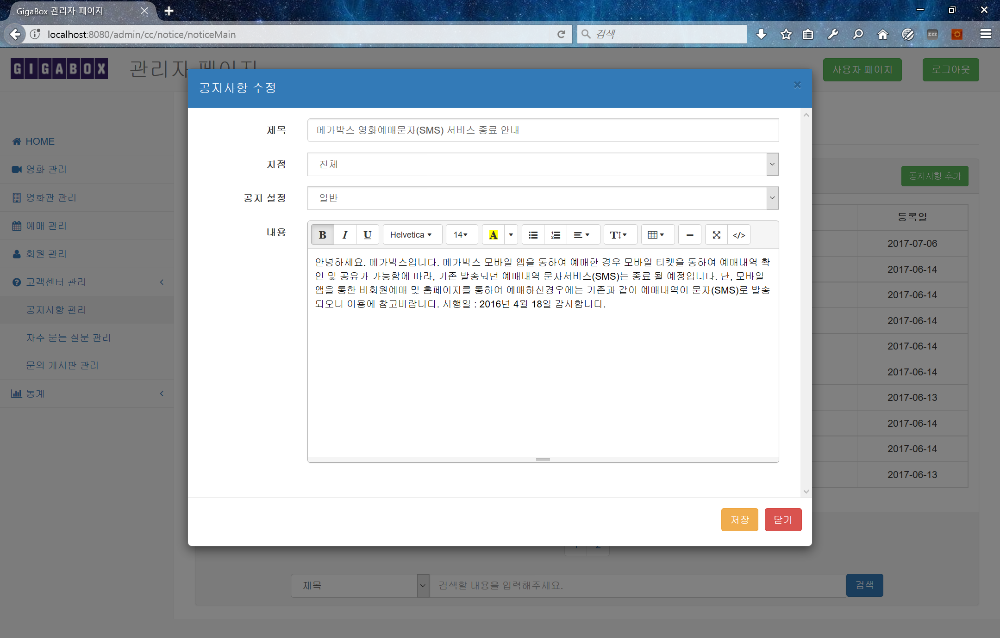 GigaBox 관리자 페이지
localhost:8080/admin/cc/notice/noticeMain
검색
GIGABOX 관리자 페이지
사용자 페이지
로그아웃
HOME
영화 관리
영화관 관리
예매 관리
회원 관리
고객센터 관리
공지사항 관리
자주 묻는 질문 관리
문의 게시판 관리
통계
공지사항 수정
×
제목
메가박스 영화예매문자(SMS) 서비스 종료 안내
지점
전체
공지 설정
일반
내용
B I U Helvetica 14 A T </>
안녕하세요. 메가박스입니다. 메가박스 모바일 앱을 통하여 예매한 경우 모바일 티켓을 통하여 예매내역 확
인 및 공유가 가능함에 따라, 기존 발송되던 예매내역 문자서비스(SMS)는 종료 될 예정입니다. 단, 모바일
앱을 통한 비회원예매 및 홈페이지를 통하여 예매하신경우에는 기존과 같이 예매내역이 문자(SMS)로 발송
되오니 이용에 참고바랍니다. 시행일 : 2016년 4월 18일 감사합니다.
저장
닫기
공지사항 추가
등록일
2017-07-06
2017-06-14
2017-06-14
2017-06-14
2017-06-14
2017-06-14
2017-06-13
2017-06-14
2017-06-14
2017-06-13
1 2
제목
검색할 내용을 입력해주세요.
검색